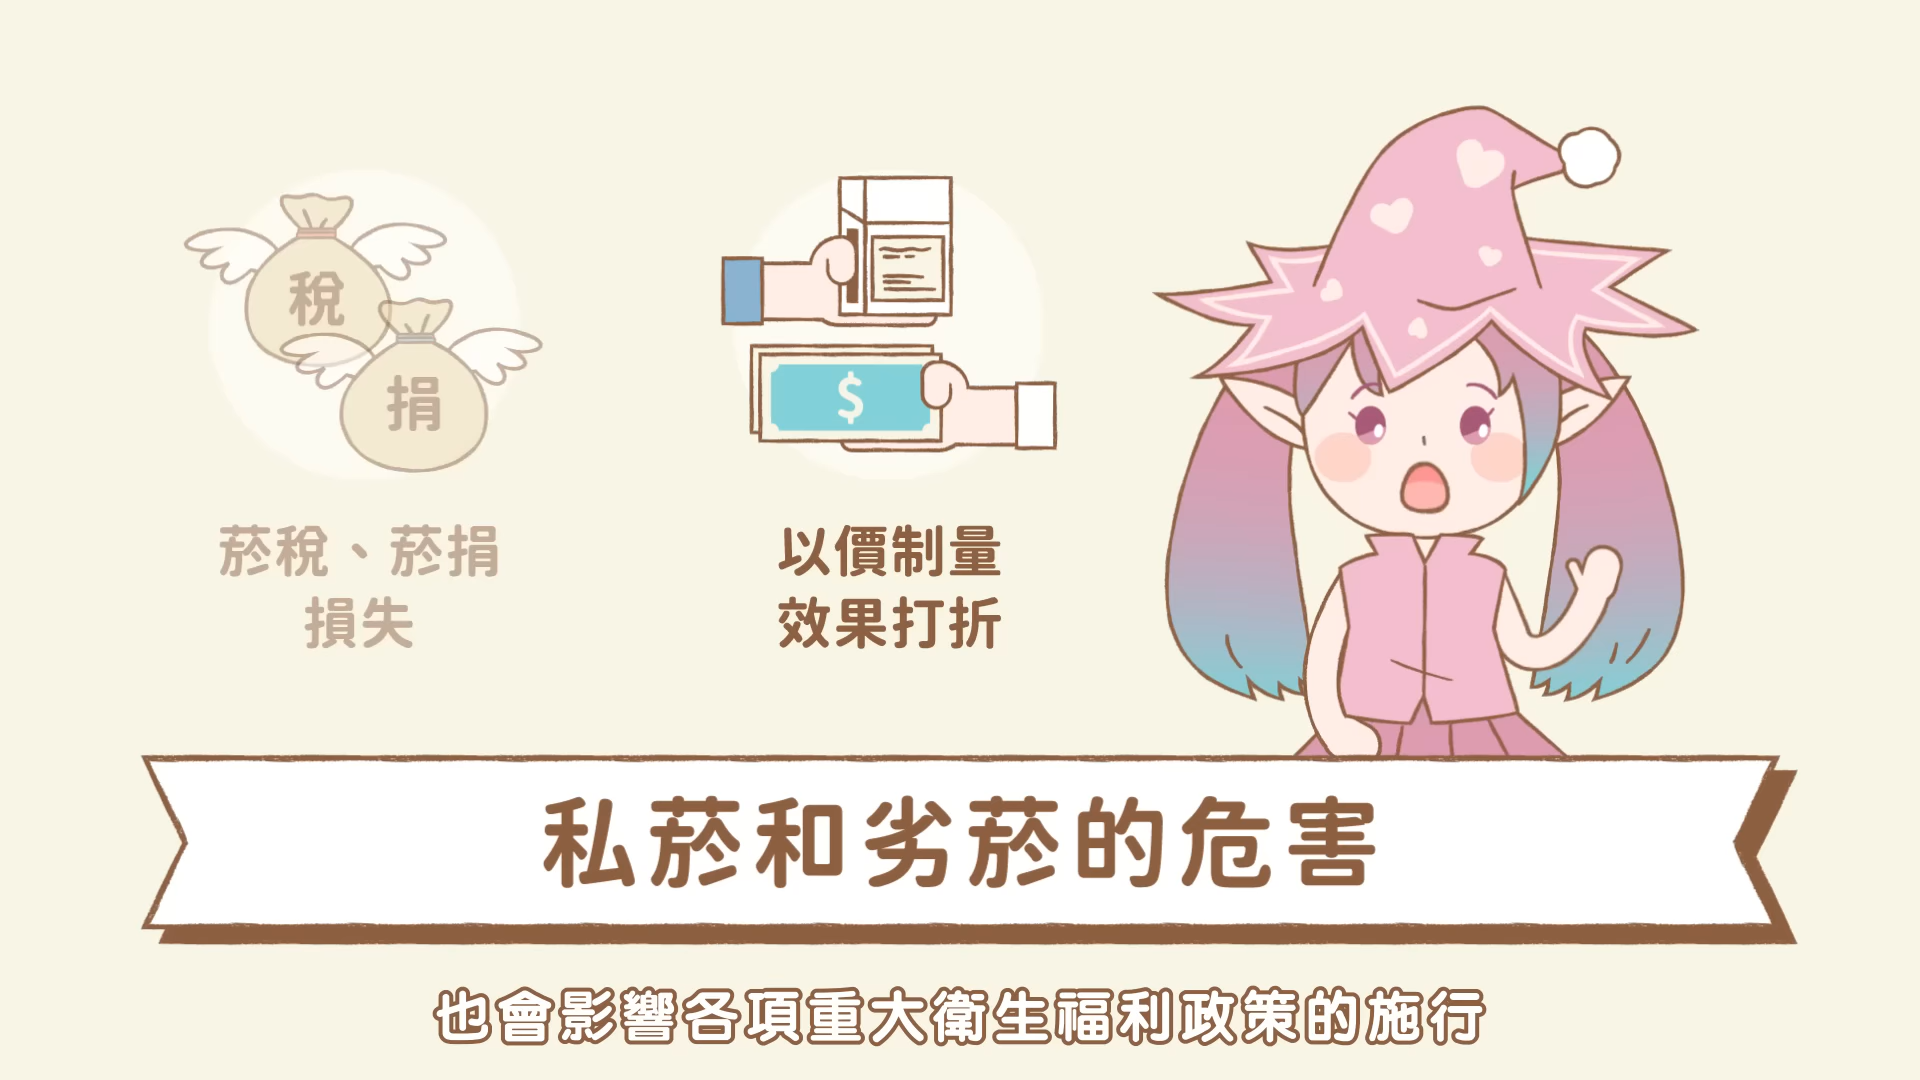 稅
捐
$
菸稅、菸捐
損失
以價制量
效果打折
私菸和劣菸的危害
也會影響各項重大衛生福利政策的施行